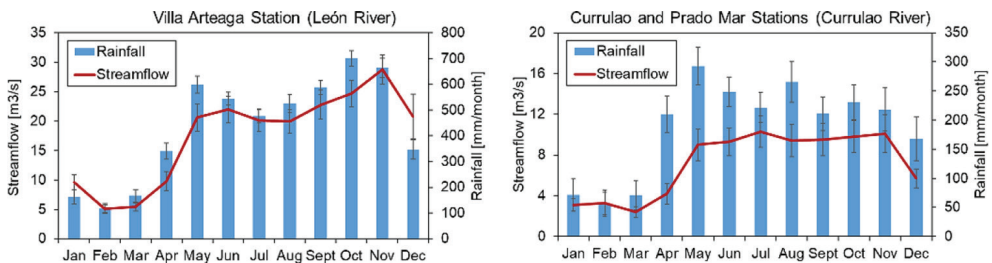 Villa Arteaga Station (León River)
35
30
25
20
15
10
5
0
Streamflow [m3/s]
Rainfall
Streamflow
800
700
600
500
400
300
200
100
0
Rainfall [mm/month]
Jan Feb Mar Apr May Jun Jul Aug Sept Oct Nov Dec
Currulao and Prado Mar Stations (Currulao River)
20
16
12
8
4
0
Streamflow [m3/s]
Rainfall
Streamflow
350
300
250
200
150
100
50
0
Rainfall [mm/month]
Jan Feb Mar Apr May Jun Jul Aug Sept Oct Nov Dec